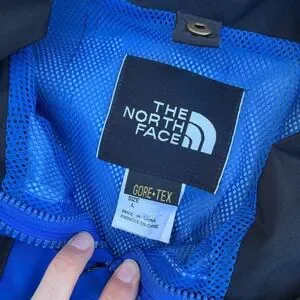 THE
NORTH
FACE
GORE-TEX
SIZE
L
MADE IN CHINA
FABRIQUÉ EN CHINE